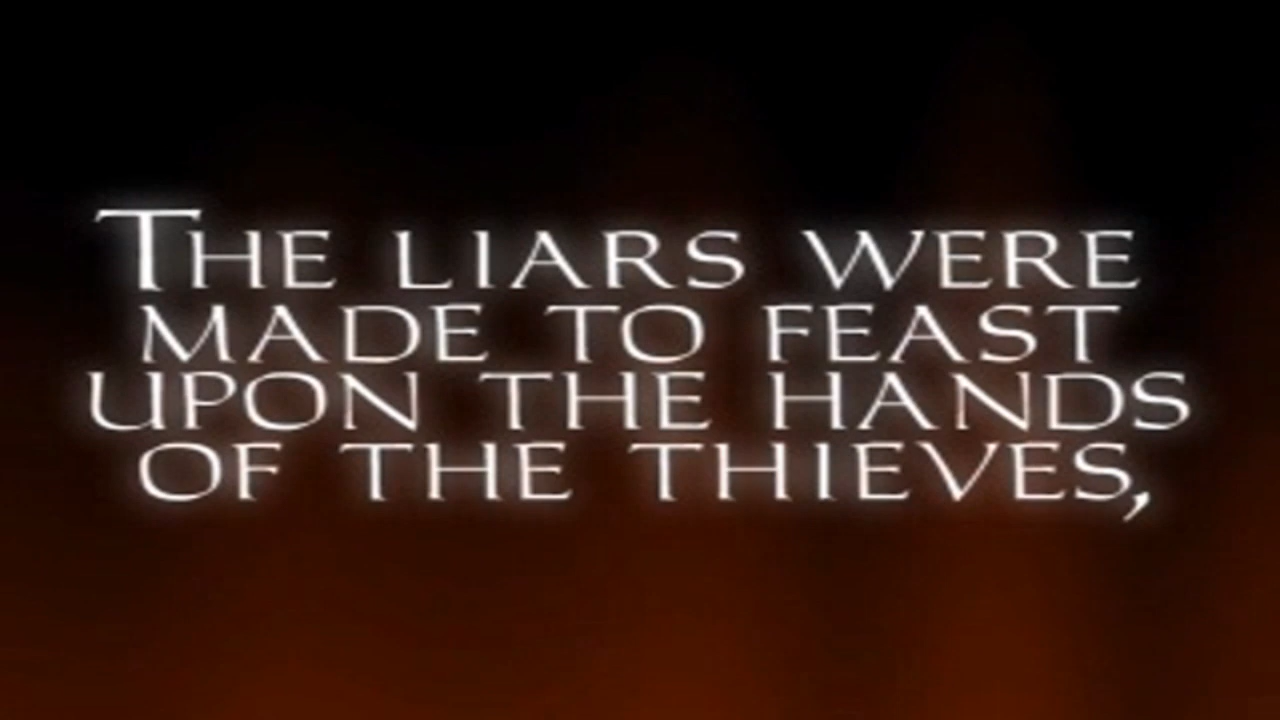 The liars were
made to feast
upon the hands
of the thieves,